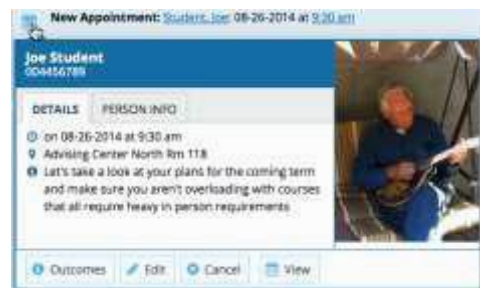 New Appointment: Student, Joe 08-26-2014 at 9:30 am
Joe Student
004456789
DETAILS PERSON INFO
on 08-26-2014 at 9:30 am
Advising Center North Rm 118
Let's take a look at your plans for the coming term
and make sure you aren't overloading with courses
that all require heavy in person requirements
Outcomes Edit Cancel View